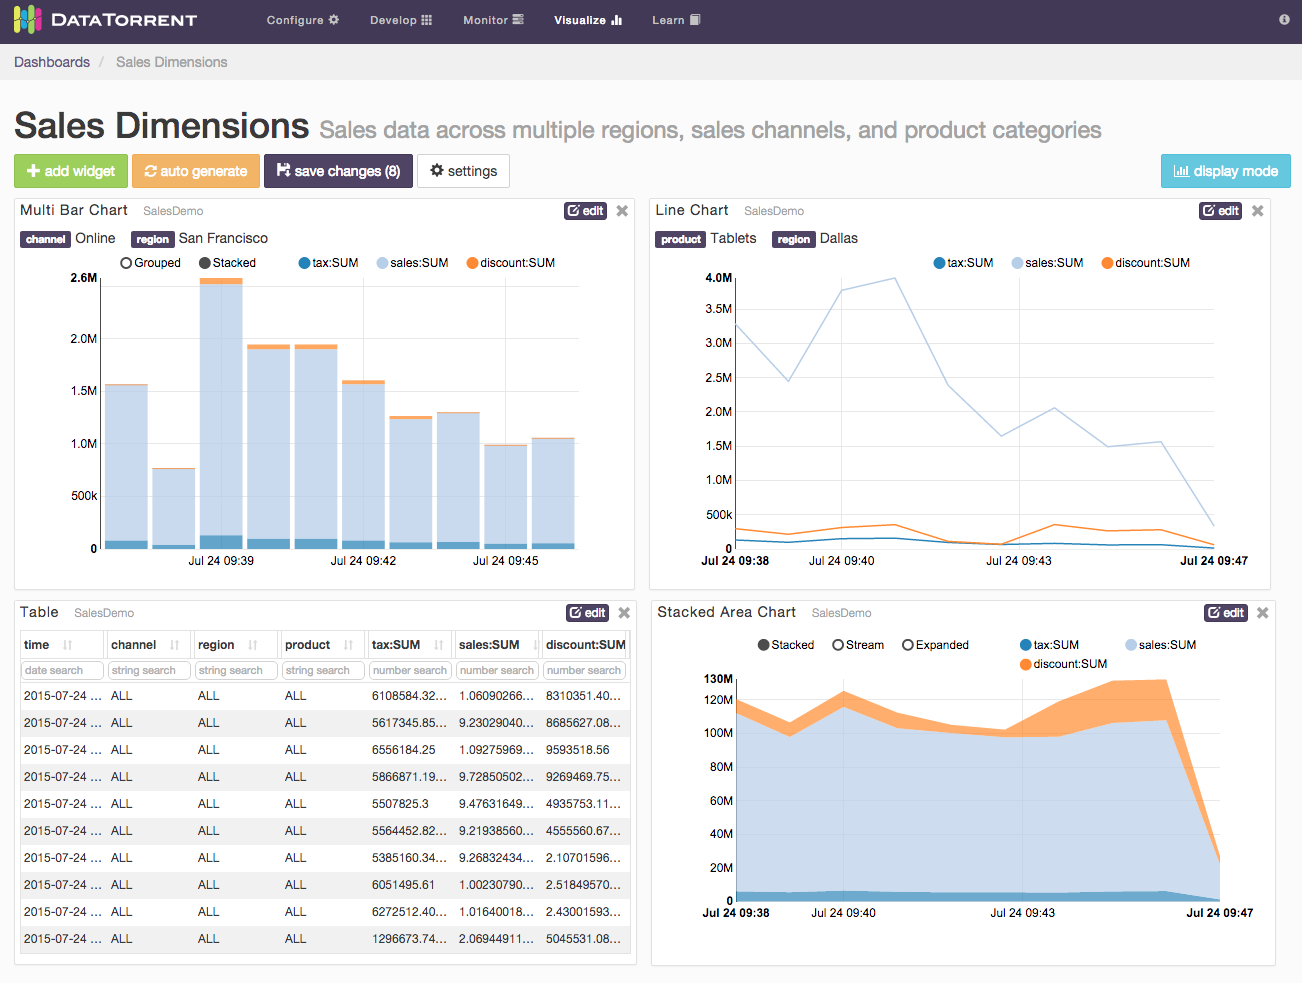 DATATORRENT Configure Develop Monitor Visualize Learn
Dashboards / Sales Dimensions
Sales Dimensions Sales data across multiple regions, sales channels, and product categories
add widget auto generate save changes (8) settings display mode
Multi Bar Chart SalesDemo edit
channel Online region San Francisco
Grouped Stacked tax:SUM sales:SUM discount:SUM
2.6M
2.0M
1.5M
1.0M
500k
0
Jul 24 09:39 Jul 24 09:42 Jul 24 09:45
Line Chart SalesDemo edit
product Tablets region Dallas
tax:SUM sales:SUM discount:SUM
4.0M
3.5M
3.0M
2.5M
2.0M
1.5M
1.0M
500k
0
Jul 24 09:38 Jul 24 09:40 Jul 24 09:43 Jul 24 09:47
Table SalesDemo edit
time channel region product tax:SUM sales:SUM discount:SUM
date search string search string search string search number search number search number search
2015-07-24 ... ALL ALL ALL 6108584.32... 1.06090266... 8310351.40...
2015-07-24 ... ALL ALL ALL 5617345.85... 9.23029040... 8685627.08...
2015-07-24 ... ALL ALL ALL 6556184.25 1.09275969... 9593518.56
2015-07-24 ... ALL ALL ALL 5866871.19... 9.72850502... 9269469.75...
2015-07-24 ... ALL ALL ALL 5507825.3 9.47631649... 4935753.11...
2015-07-24 ... ALL ALL ALL 5564452.82... 9.21938560... 4555560.67...
2015-07-24 ... ALL ALL ALL 5385160.34... 9.26832434... 2.10701596...
2015-07-24 ... ALL ALL ALL 6051495.61 1.00230790... 2.51849570...
2015-07-24 ... ALL ALL ALL 6272512.40... 1.01640018... 2.43001593...
2015-07-24 ... ALL ALL ALL 1296673.74... 2.06944911... 5045531.08...
Stacked Area Chart SalesDemo edit
Stacked Stream Expanded tax:SUM sales:SUM
discount:SUM
130M
120M
100M
80M
60M
40M
20M
0
Jul 24 09:38 Jul 24 09:40 Jul 24 09:43 Jul 24 09:47